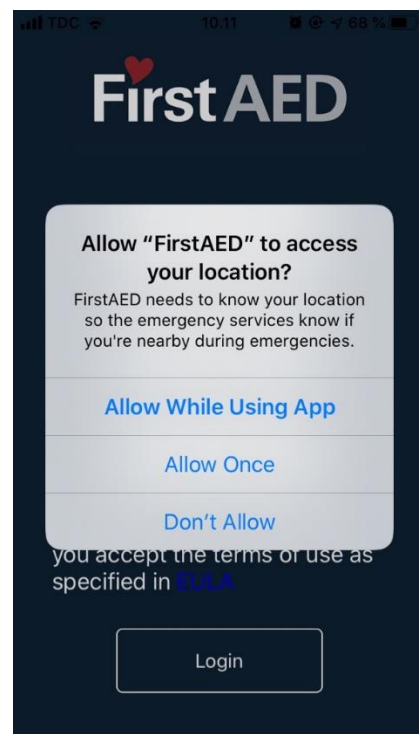 TDC 10.11 68 %
First AED
Allow “FirstAED” to access
your location?
FirstAED needs to know your location
so the emergency services know if
you're nearby during emergencies.
Allow While Using App
Allow Once
Don’t Allow
you accept the terms of use as
specified in EULA
Login